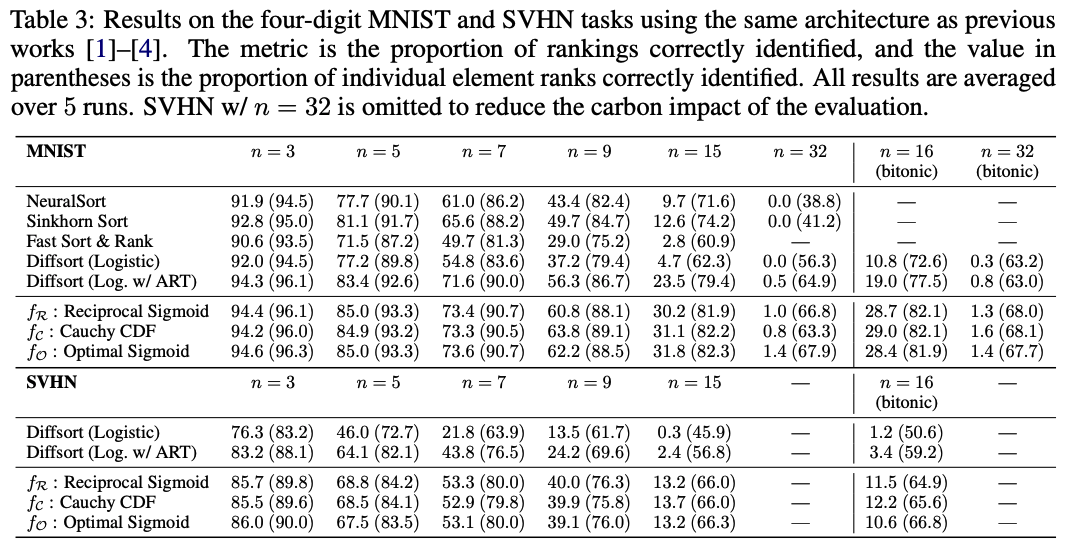 Table 3: Results on the four-digit MNIST and SVHN tasks using the same architecture as previous
works [1]–[4]. The metric is the proportion of rankings correctly identified, and the value in
parentheses is the proportion of individual element ranks correctly identified. All results are averaged
over 5 runs. SVHN w/ n = 32 is omitted to reduce the carbon impact of the evaluation.
MNIST n = 3 n = 5 n = 7 n = 9 n = 15 n = 32 n = 16 n = 32
(bitonic) (bitonic)
NeuralSort 91.9 (94.5) 77.7 (90.1) 61.0 (86.2) 43.4 (82.4) 9.7 (71.6) 0.0 (38.8) — —
Sinkhorn Sort 92.8 (95.0) 81.1 (91.7) 65.6 (88.2) 49.7 (84.7) 12.6 (74.2) 0.0 (41.2) — —
Fast Sort & Rank 90.6 (93.5) 71.5 (87.2) 49.7 (81.3) 29.0 (75.2) 2.8 (60.9) — — —
Diffsort (Logistic) 92.0 (94.5) 77.2 (89.8) 54.8 (83.6) 37.2 (79.4) 4.7 (62.3) 0.0 (56.3) 10.8 (72.6) 0.3 (63.2)
Diffsort (Log. w/ ART) 94.3 (96.1) 83.4 (92.6) 71.6 (90.0) 56.3 (86.7) 23.5 (79.4) 0.5 (64.9) 19.0 (77.5) 0.8 (63.0)
f_R : Reciprocal Sigmoid 94.4 (96.1) 85.0 (93.3) 73.4 (90.7) 60.8 (88.1) 30.2 (81.9) 1.0 (66.8) 28.7 (82.1) 1.3 (68.0)
f_C : Cauchy CDF 94.2 (96.0) 84.9 (93.2) 73.3 (90.5) 63.8 (89.1) 31.1 (82.2) 0.8 (63.3) 29.0 (82.1) 1.6 (68.1)
f_O : Optimal Sigmoid 94.6 (96.3) 85.0 (93.3) 73.6 (90.7) 62.2 (88.5) 31.8 (82.3) 1.4 (67.9) 28.4 (81.9) 1.4 (67.7)
SVHN n = 3 n = 5 n = 7 n = 9 n = 15 — n = 16 —
(bitonic)
Diffsort (Logistic) 76.3 (83.2) 46.0 (72.7) 21.8 (63.9) 13.5 (61.7) 0.3 (45.9) — 1.2 (50.6) —
Diffsort (Log. w/ ART) 83.2 (88.1) 64.1 (82.1) 43.8 (76.5) 24.2 (69.6) 2.4 (56.8) — 3.4 (59.2) —
f_R : Reciprocal Sigmoid 85.7 (89.8) 68.8 (84.2) 53.3 (80.0) 40.0 (76.3) 13.2 (66.0) — 11.5 (64.9) —
f_C : Cauchy CDF 85.5 (89.6) 68.5 (84.1) 52.9 (79.8) 39.9 (75.8) 13.7 (66.0) — 12.2 (65.6) —
f_O : Optimal Sigmoid 86.0 (90.0) 67.5 (83.5) 53.1 (80.0) 39.1 (76.0) 13.2 (66.3) — 10.6 (66.8) —